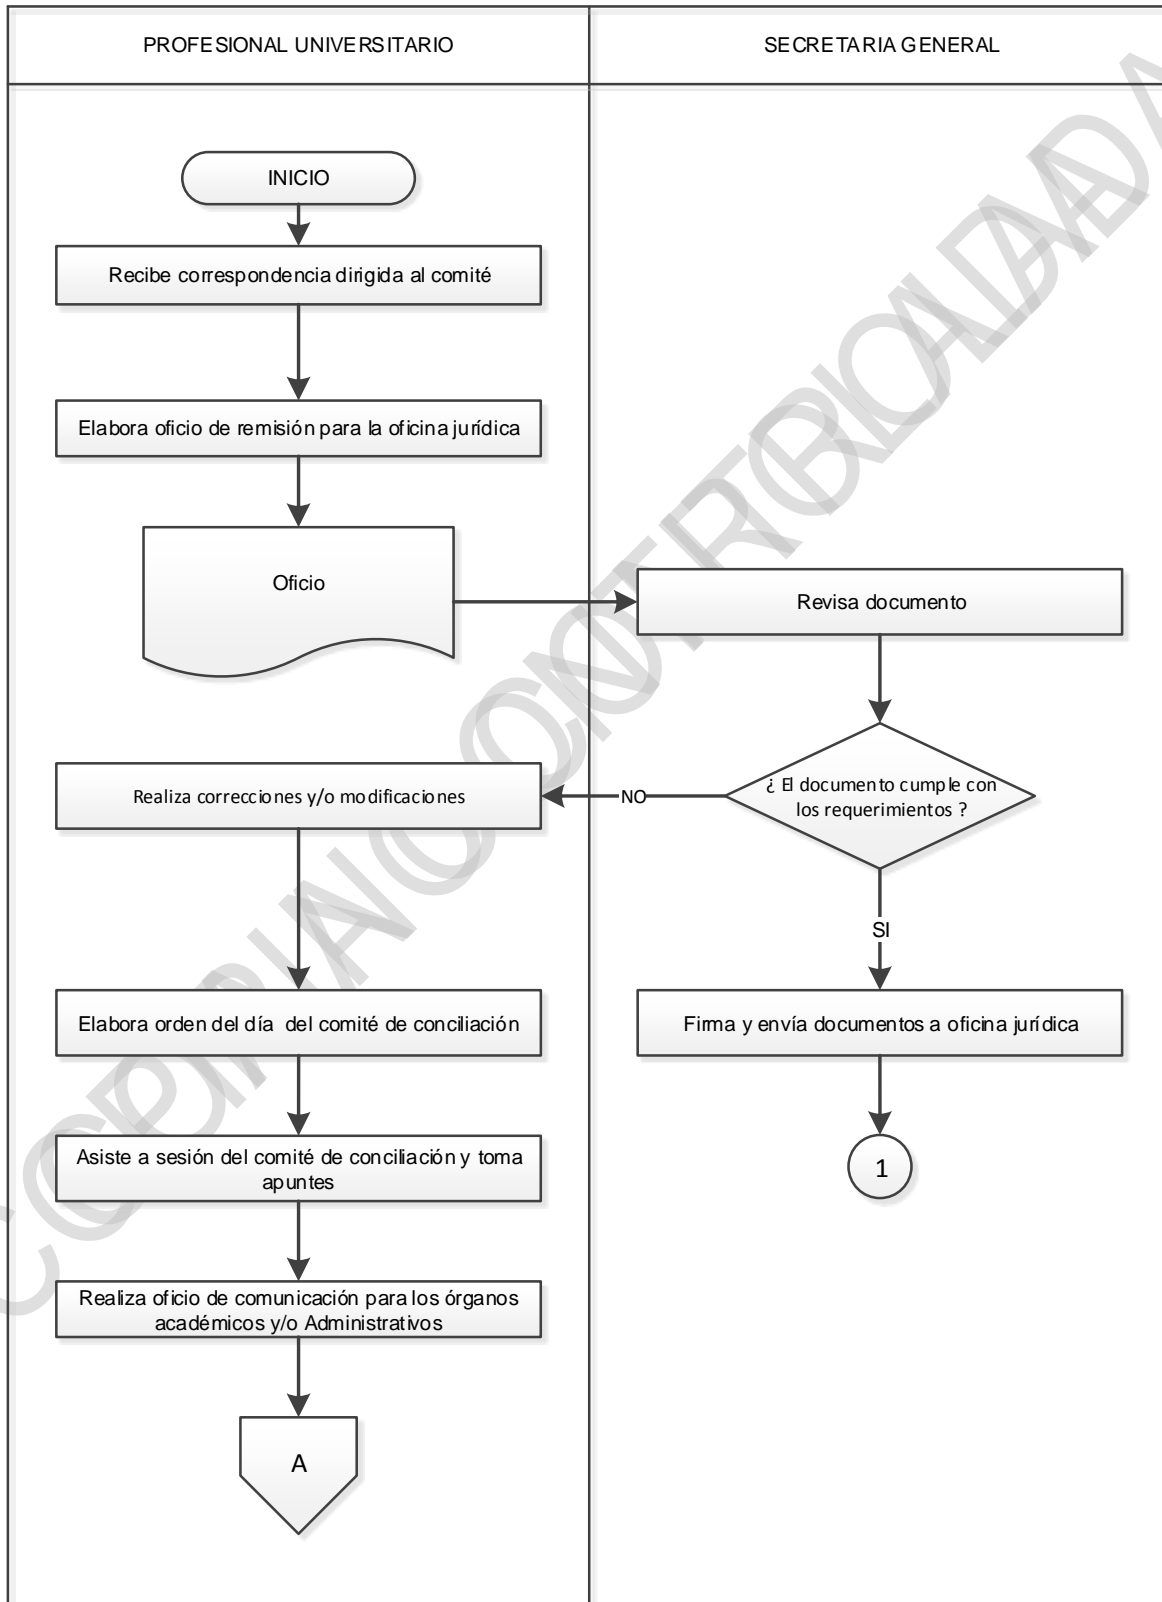 PROFESIONAL UNIVERSITARIO
SECRETARIA GENERAL
INICIO
Recibe correspondencia dirigida al comité
Elabora oficio de remisión para la oficina jurídica
Oficio
Revisa documento
¿ El documento cumple con
los requerimientos ?
NO
Realiza correcciones y/o modificaciones
SI
Elabora orden del día del comité de conciliación
Firma y envía documentos a oficina jurídica
Asiste a sesión del comité de conciliación y toma
apuntes
1
Realiza oficio de comunicación para los órganos
académicos y/o Administrativos
A
COPIA NO CONTROLADA